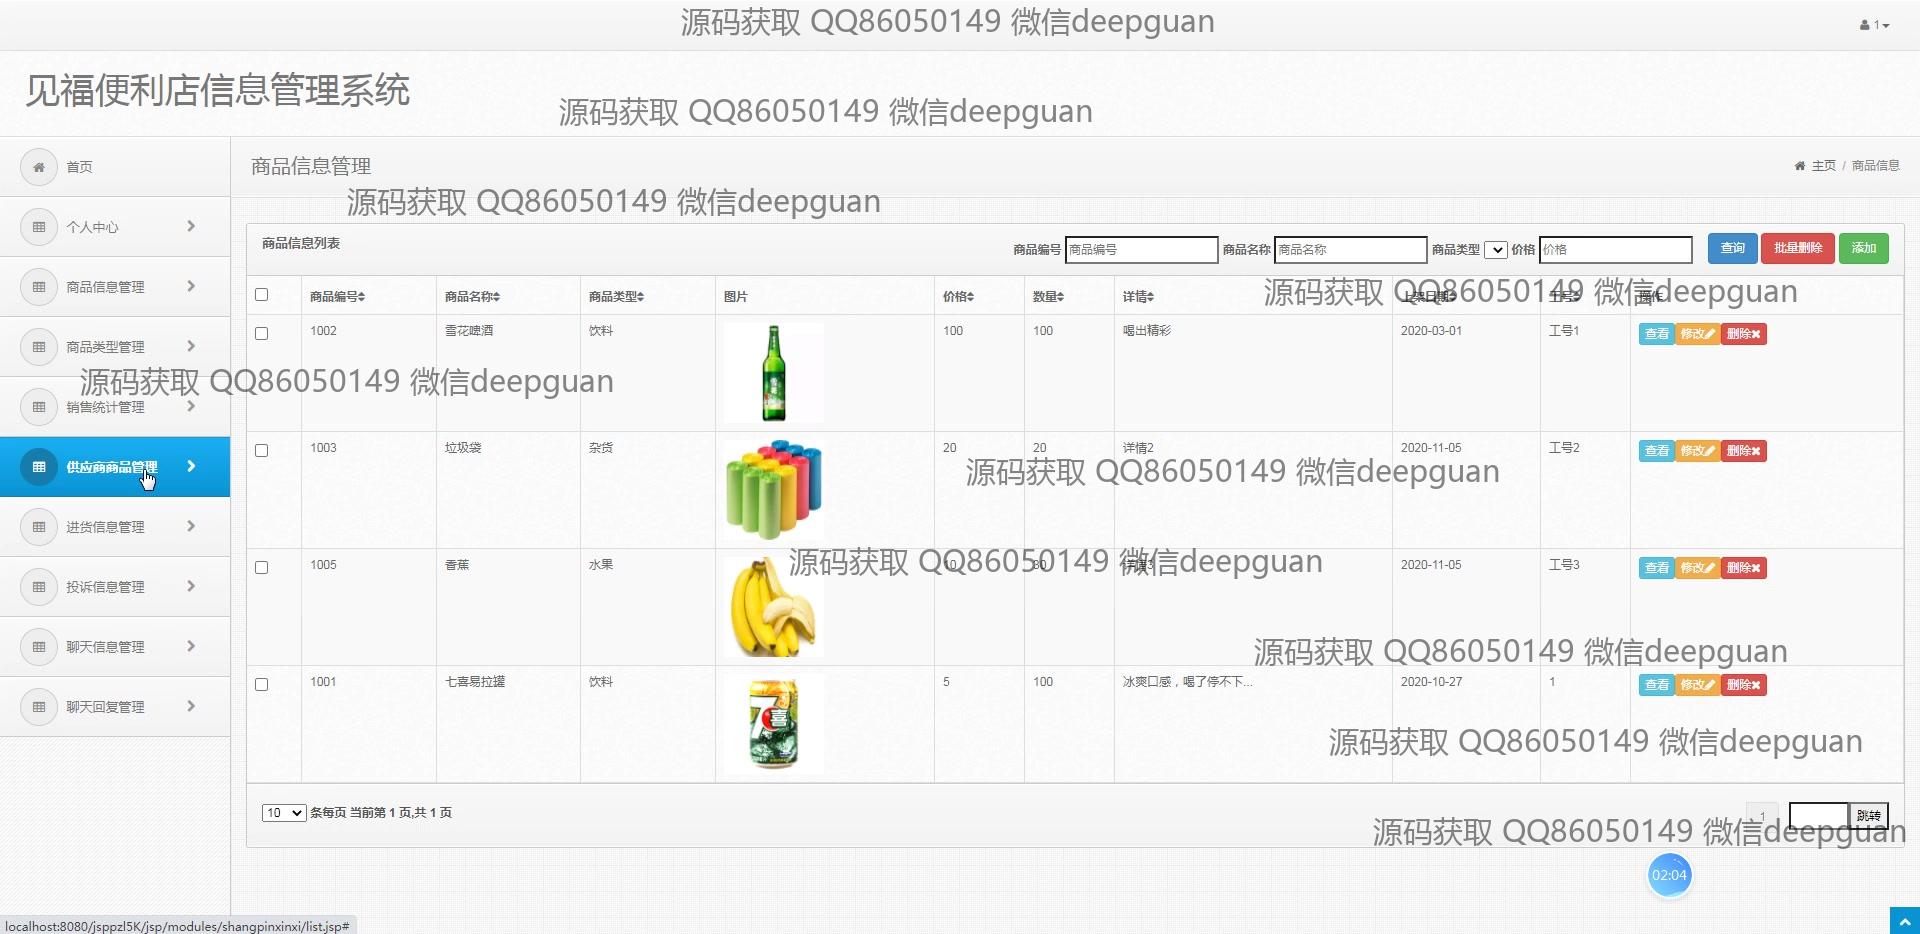 源码获取 QQ86050149 微信deepguan
1
见福便利店信息管理系统
源码获取 QQ86050149 微信deepguan
首页
商品信息管理
主页 / 商品信息
源码获取 QQ86050149 微信deepguan
个人中心
商品信息列表
商品编号 商品编号 商品名称 商品名称 商品类型 价格 价格 查询 批量删除 添加
商品信息管理
商品编号 商品名称 商品类型 图片 价格 数量 详情 上架日期 工号 操作
源码获取 QQ86050149 微信deepguan
1002 雪花啤酒 饮料 100 100 喝出精彩 2020-03-01 工号1 查看 修改 删除
商品类型管理
源码获取 QQ86050149 微信deepguan
销售统计管理
1003 垃圾袋 杂货 20 20 详情2 2020-11-05 工号2 查看 修改 删除
供应商商品管理
源码获取 QQ86050149 微信deepguan
进货信息管理
1005 香蕉 水果 10 30 详情3 2020-11-05 工号3 查看 修改 删除
源码获取 QQ86050149 微信deepguan
投诉信息管理
聊天信息管理
源码获取 QQ86050149 微信deepguan
1001 七喜易拉罐 饮料 5 100 冰爽口感，喝了停不下... 2020-10-27 1 查看 修改 删除
7喜
聊天回复管理
源码获取 QQ86050149 微信deepguan
10 条每页 当前第 1 页,共 1 页
1 跳转
源码获取 QQ86050149 微信deepguan
02:04
localhost:8080/jsppzl5K/jsp/modules/shangpinxinxi/list.jsp#